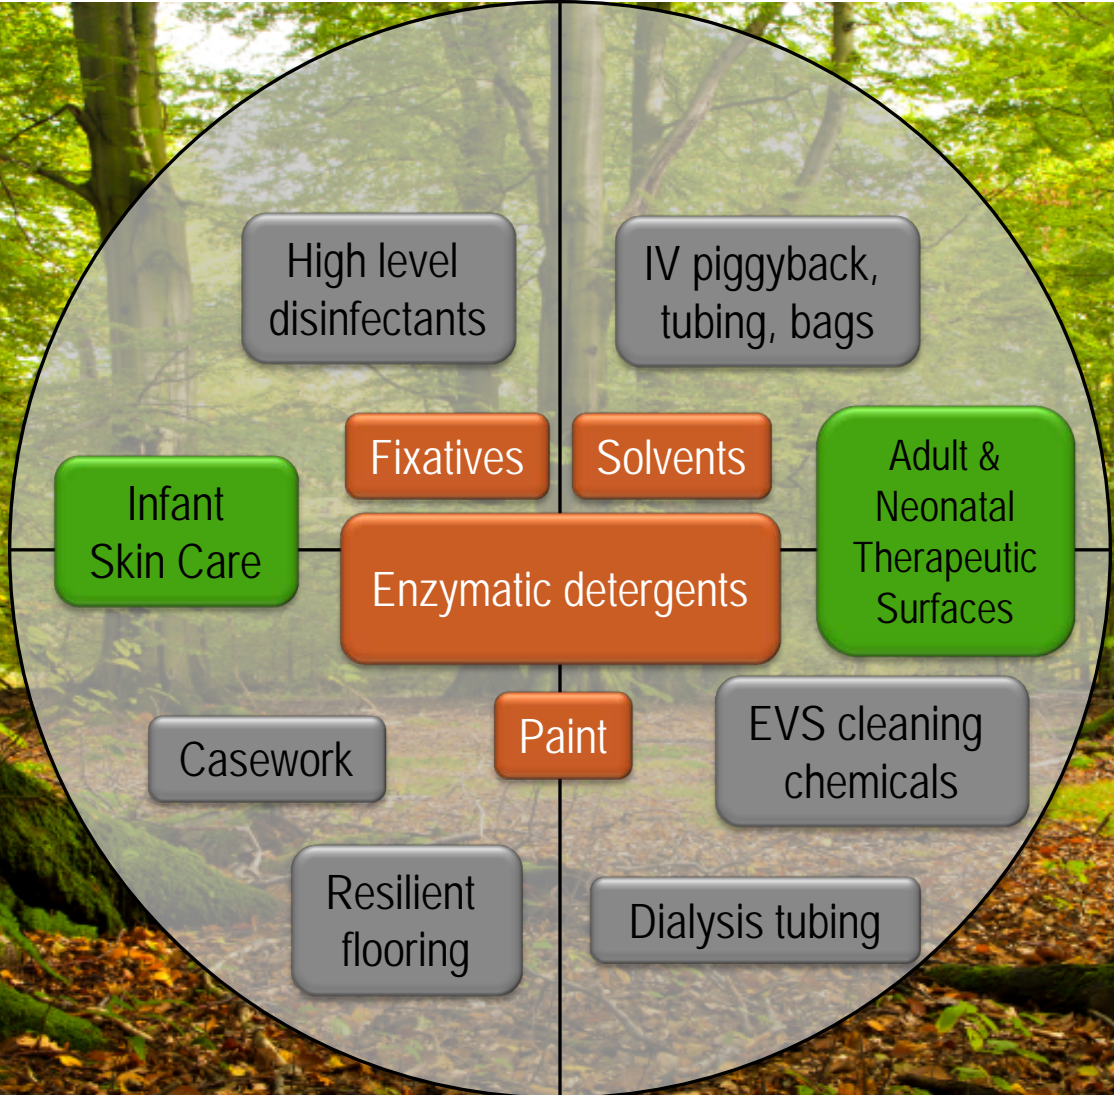 High level
disinfectants
IV piggyback,
tubing, bags
Fixatives
Solvents
Adult &
Neonatal
Therapeutic
Surfaces
Infant
Skin Care
Enzymatic detergents
Paint
EVS cleaning
chemicals
Casework
Resilient
flooring
Dialysis tubing